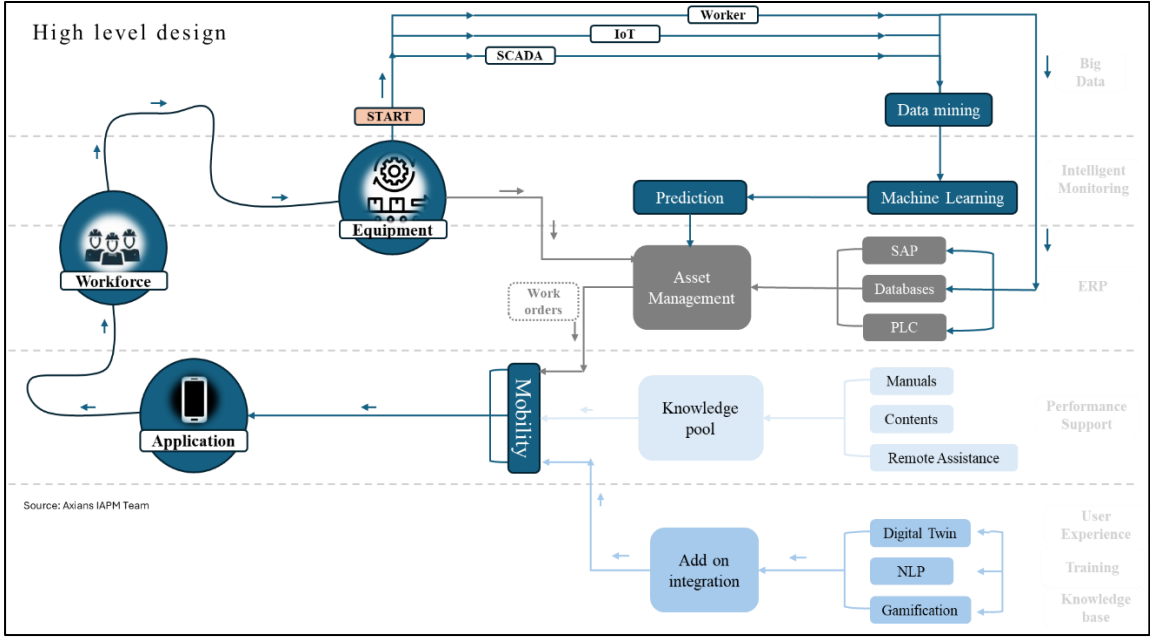 High level design
Worker
IoT
SCADA
Big
Data
START
Data mining
Intelligent
Monitoring
Prediction
Machine Learning
Equipment
Workforce
SAP
Asset
Management
Databases
ERP
Work
orders
PLC
Mobility
Manuals
Knowledge
pool
Contents
Performance
Support
Application
Remote Assistance
Source: Axians IAPM Team
User
Experience
Digital Twin
Add on
integration
NLP
Training
Gamification
Knowledge
base